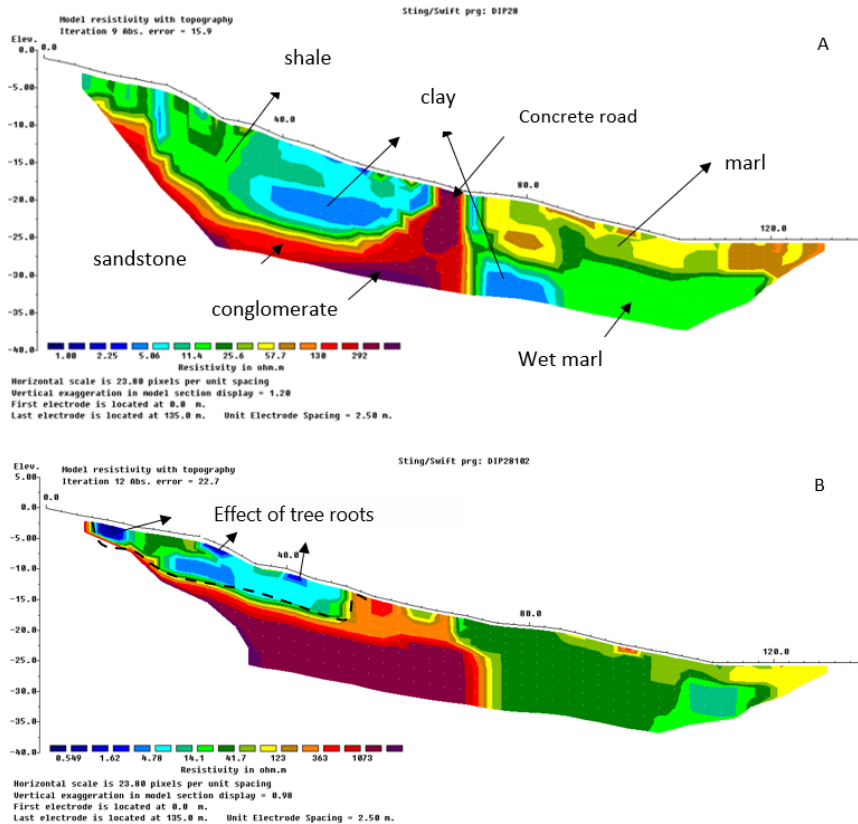 Sting/Swift prg: DIP28
Model resistivity with topography
Iteration 9 Abs. error = 15.9
A
Elev.
0.0
0.0
shale
-5.00
clay
-10.0
40.0
Concrete road
-15.0
marl
80.0
-20.0
120.0
-25.0
sandstone
-30.0
conglomerate
-35.0
Wet marl
-40.0
1.00 2.25 5.06 11.4 25.6 57.7 130 292
Resistivity in ohm.m
Horizontal scale is 23.80 pixels per unit spacing
Vertical exaggeration in model section display = 1.20
First electrode is located at 0.0 m.
Last electrode is located at 135.0 m. Unit Electrode Spacing = 2.50 m.
Elev.
Model resistivity with topography
Sting/Swift prg: DIP28102
5.00
Iteration 12 Abs. error = 22.7
B
0.0
0.0
Effect of tree roots
-5.00
40.0
-10.0
-15.0
80.0
-20.0
120.0
-25.0
-30.0
-35.0
-40.0
0.549 1.62 4.78 14.1 41.7 123 363 1073
Resistivity in ohm.m
Horizontal scale is 23.80 pixels per unit spacing
Vertical exaggeration in model section display = 0.98
First electrode is located at 0.0 m.
Last electrode is located at 135.0 m. Unit Electrode Spacing = 2.50 m.